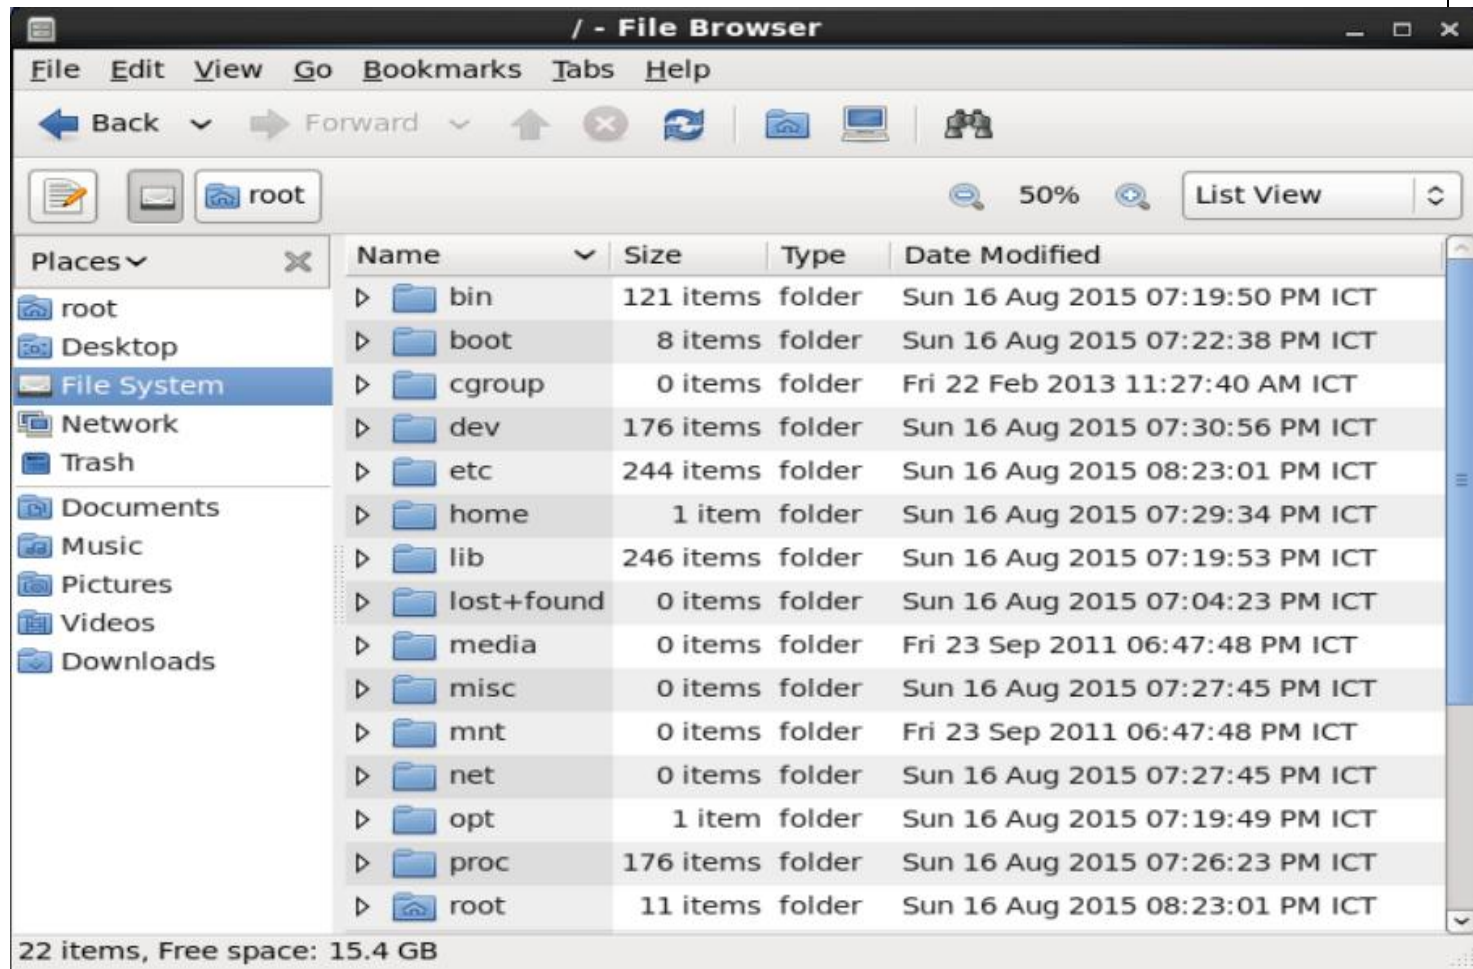 / - File Browser
File Edit View Go Bookmarks Tabs Help
Back Forward
root 50% List View
Places
root
Desktop
File System
Network
Trash
Documents
Music
Pictures
Videos
Downloads
Name Size Type Date Modified
bin 121 items folder Sun 16 Aug 2015 07:19:50 PM ICT
boot 8 items folder Sun 16 Aug 2015 07:22:38 PM ICT
cgroup 0 items folder Fri 22 Feb 2013 11:27:40 AM ICT
dev 176 items folder Sun 16 Aug 2015 07:30:56 PM ICT
etc 244 items folder Sun 16 Aug 2015 08:23:01 PM ICT
home 1 item folder Sun 16 Aug 2015 07:29:34 PM ICT
lib 246 items folder Sun 16 Aug 2015 07:19:53 PM ICT
lost+found 0 items folder Sun 16 Aug 2015 07:04:23 PM ICT
media 0 items folder Fri 23 Sep 2011 06:47:48 PM ICT
misc 0 items folder Sun 16 Aug 2015 07:27:45 PM ICT
mnt 0 items folder Fri 23 Sep 2011 06:47:48 PM ICT
net 0 items folder Sun 16 Aug 2015 07:27:45 PM ICT
opt 1 item folder Sun 16 Aug 2015 07:19:49 PM ICT
proc 176 items folder Sun 16 Aug 2015 07:26:23 PM ICT
root 11 items folder Sun 16 Aug 2015 08:23:01 PM ICT
22 items, Free space: 15.4 GB